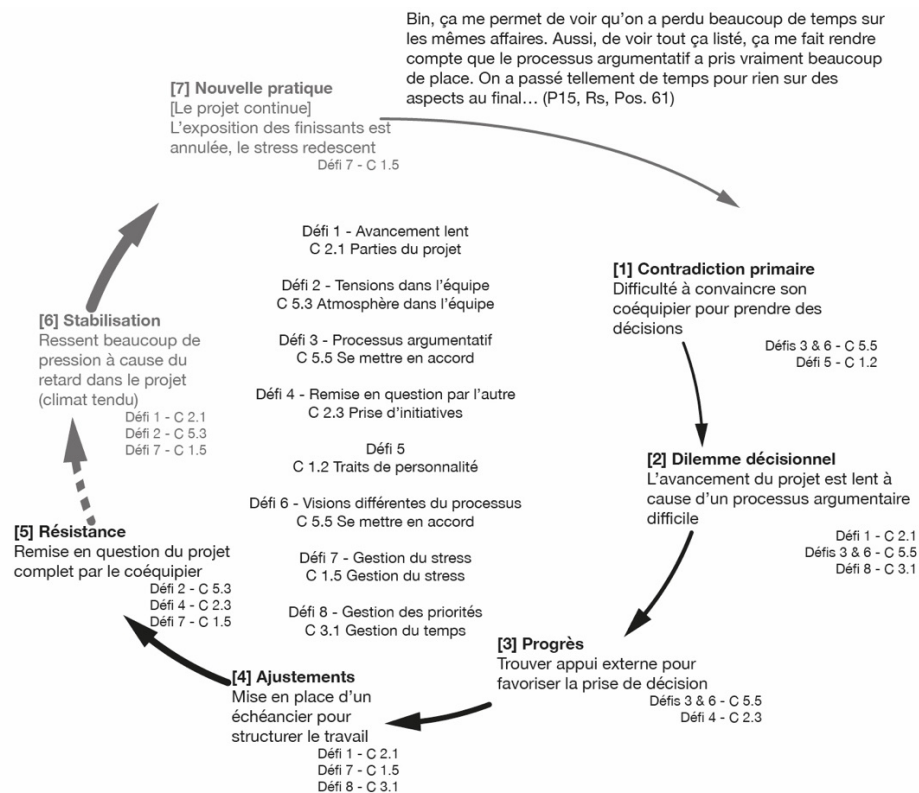 Bin, ça me permet de voir qu'on a perdu beaucoup de temps sur
les mêmes affaires. Aussi, de voir tout ça listé, ça me fait rendre
compte que le processus argumentatif a pris vraiment beaucoup
de place. On a passé tellement de temps pour rien sur des
aspects au final… (P15, Rs, Pos. 61)
[7] Nouvelle pratique
[Le projet continue]
L'exposition des finissants est
annulée, le stress redescent
Défi 7 - C 1.5
[1] Contradiction primaire
Difficulté à convaincre son
coéquipier pour prendre des
décisions
Défis 3 & 6 - C 5.5
Défi 5 - C 1.2
[2] Dilemme décisionnel
L'avancement du projet est lent à
cause d'un processus argumentaire
difficile
Défi 1 - C 2.1
Défis 3 & 6 - C 5.5
Défi 8 - C 3.1
[3] Progrès
Trouver appui externe pour
favoriser la prise de décision
Défis 3 & 6 - C 5.5
Défi 4 - C 2.3
[4] Ajustements
Mise en place d'un
échéancier pour
structurer le travail
Défi 1 - C 2.1
Défi 7 - C 1.5
Défi 8 - C 3.1
[5] Résistance
Remise en question du projet
complet par le coéquipier
Défi 2 - C 5.3
Défi 4 - C 2.3
Défi 7 - C 1.5
[6] Stabilisation
Ressent beaucoup de
pression à cause du
retard dans le projet
(climat tendu)
Défi 1 - C 2.1
Défi 2 - C 5.3
Défi 7 - C 1.5
Défi 1 - Avancement lent
C 2.1 Parties du projet
Défi 2 - Tensions dans l'équipe
C 5.3 Atmosphère dans l'équipe
Défi 3 - Processus argumentatif
C 5.5 Se mettre en accord
Défi 4 - Remise en question par l'autre
C 2.3 Prise d'initiatives
Défi 5
C 1.2 Traits de personnalité
Défi 6 - Visions différentes du processus
C 5.5 Se mettre en accord
Défi 7 - Gestion du stress
C 1.5 Gestion du stress
Défi 8 - Gestion des priorités
C 3.1 Gestion du temps